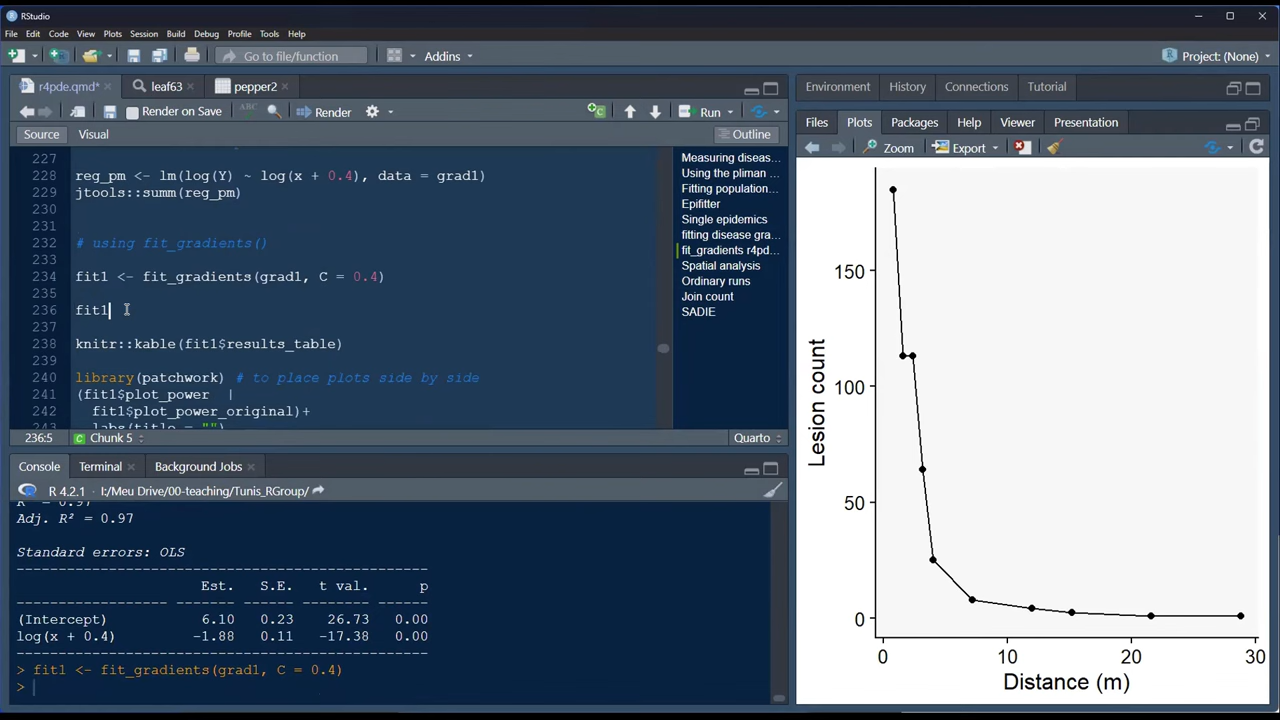 RStudio
File Edit Code View Plots Session Build Debug Profile Tools Help
Go to file/function Addins Project: (None)
r4pde.qmd* leaf63 pepper2
Render on Save ABC Render Run
Source Visual Outline
227
228 reg_pm <- lm(log(Y) ~ log(x + 0.4), data = grad1)
229 jtools::summ(reg_pm)
230
231
232 # using fit_gradients()
233
234 fit1 <- fit_gradients(grad1, C = 0.4)
235
236 fit1
237
238 knitr::kable(fit1$results_table)
239
240 library(patchwork) # to place plots side by side
241 (fit1$plot_power |
242 fit1$plot_power_original)+
243 labs(title = "")
236:5 Chunk 5 Quarto
Measuring diseas...
Using the pliman ...
Fitting population...
Epifitter
Single epidemics
fitting disease gra...
fit_gradients r4pd...
Spatial analysis
Ordinary runs
Join count
SADIE
Console Terminal Background Jobs
R 4.2.1 · I:/Meu Drive/00-teaching/Tunis_RGroup/
R² = 0.97
Adj. R² = 0.97
Standard errors: OLS
Est. S.E. t val. p
(Intercept) 6.10 0.23 26.73 0.00
log(x + 0.4) -1.88 0.11 -17.38 0.00
> fit1 <- fit_gradients(grad1, C = 0.4)
>
Environment History Connections Tutorial
Files Plots Packages Help Viewer Presentation
Zoom Export
Lesion count
150
100
50
0
0 10 20 30
Distance (m)